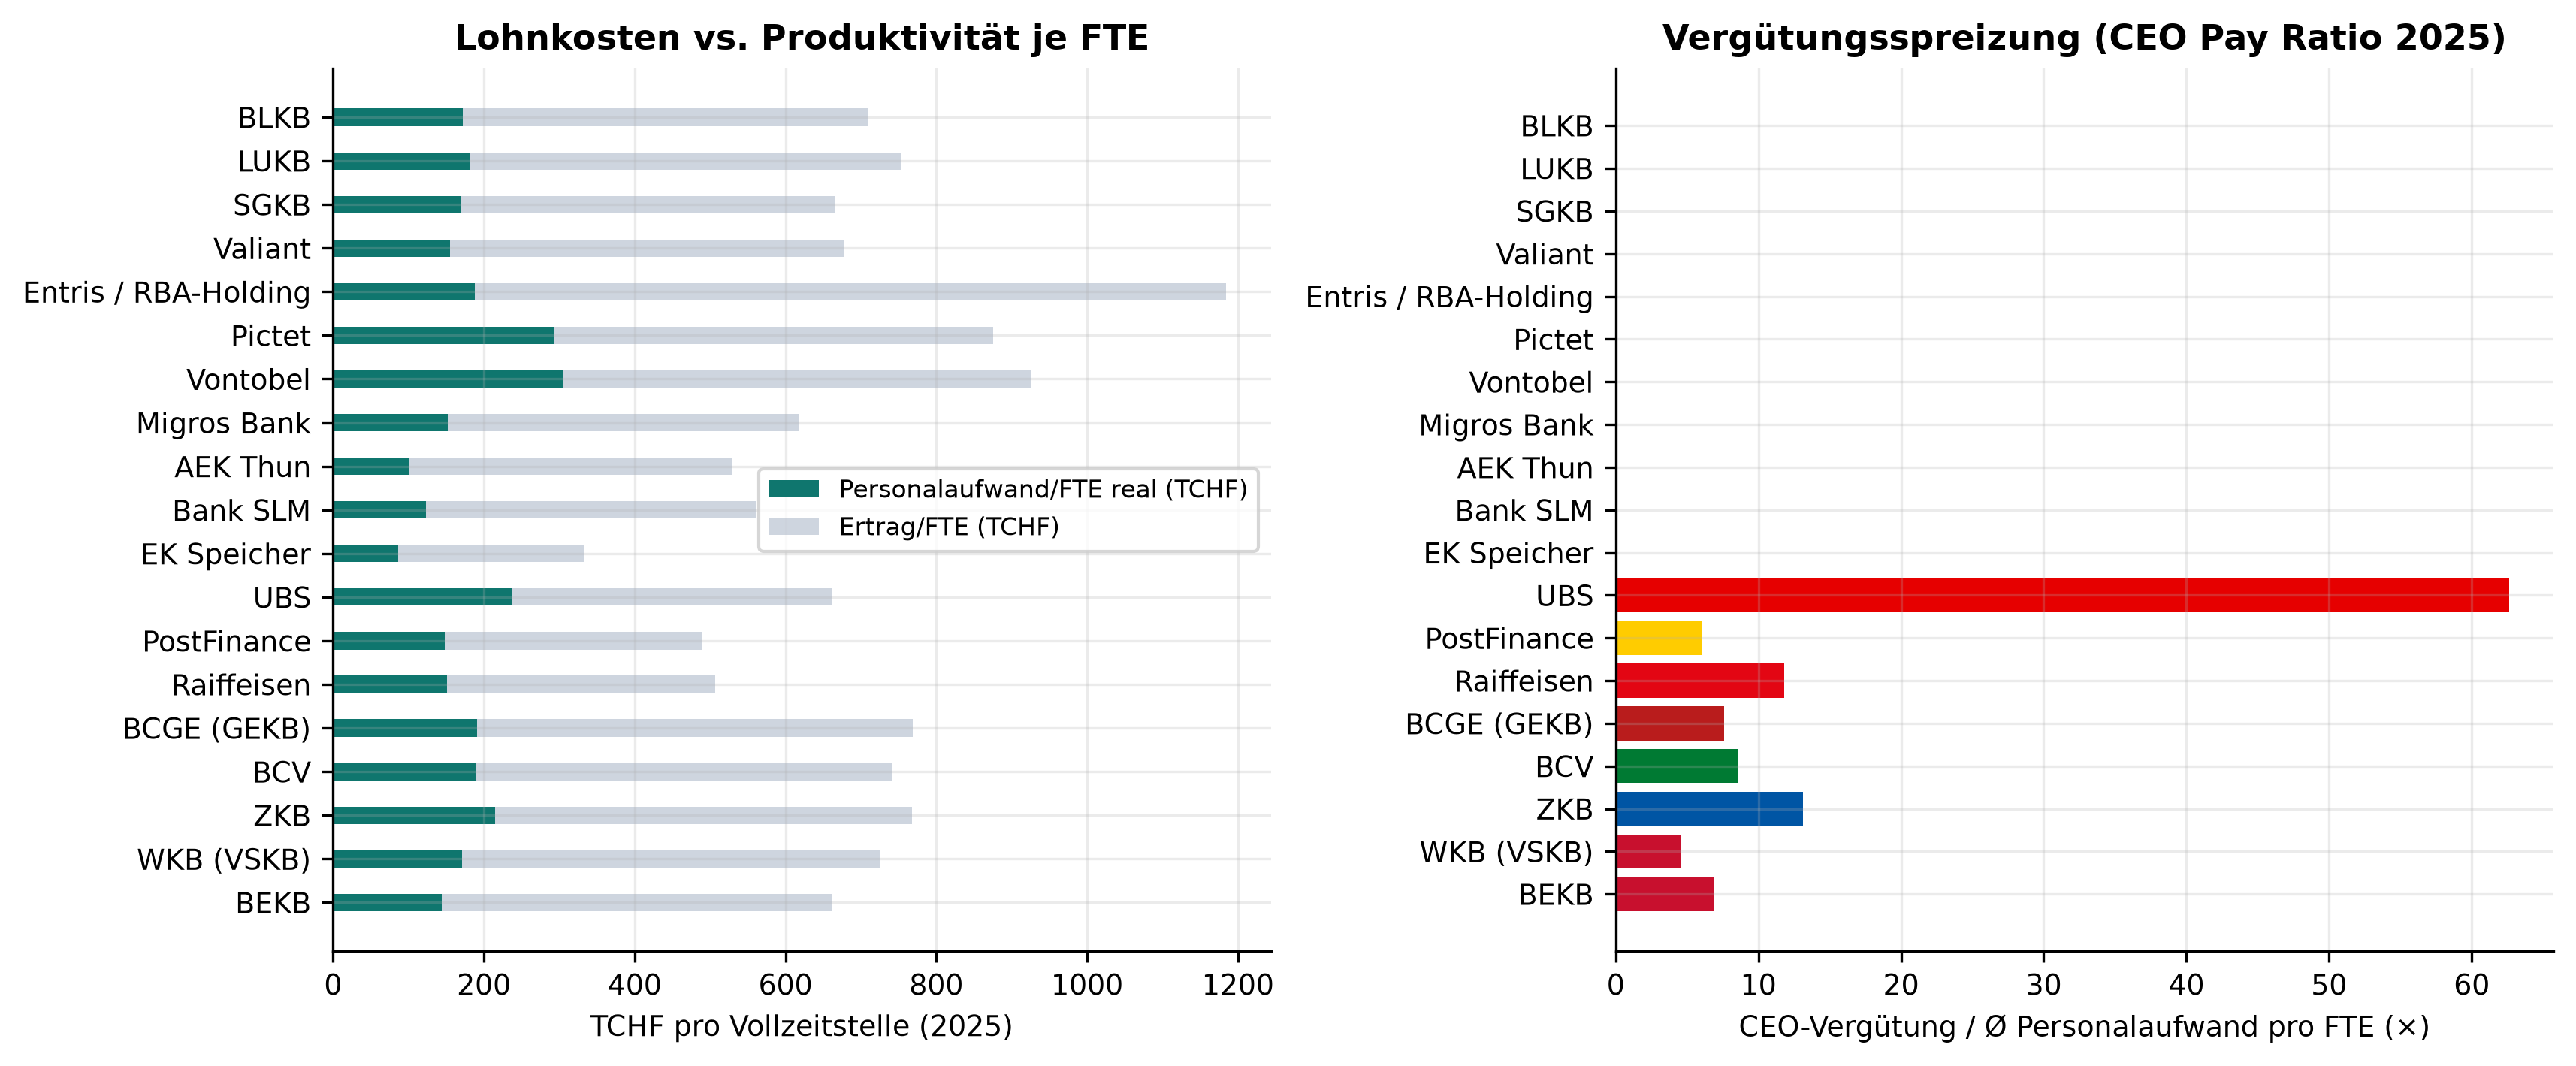 Lohnkosten vs. Produktivität je FTE
BLKB
LUKB
SGKB
Valiant
Entris / RBA-Holding
Pictet
Vontobel
Migros Bank
AEK Thun
Bank SLM
EK Speicher
UBS
PostFinance
Raiffeisen
BCGE (GEKB)
BCV
ZKB
WKB (VSKB)
BEKB
Personalaufwand/FTE real (TCHF)
Ertrag/FTE (TCHF)
0 200 400 600 800 1000 1200
TCHF pro Vollzeitstelle (2025)
Vergütungsspreizung (CEO Pay Ratio 2025)
BLKB
LUKB
SGKB
Valiant
Entris / RBA-Holding
Pictet
Vontobel
Migros Bank
AEK Thun
Bank SLM
EK Speicher
UBS
PostFinance
Raiffeisen
BCGE (GEKB)
BCV
ZKB
WKB (VSKB)
BEKB
0 10 20 30 40 50 60
CEO-Vergütung / Ø Personalaufwand pro FTE (×)